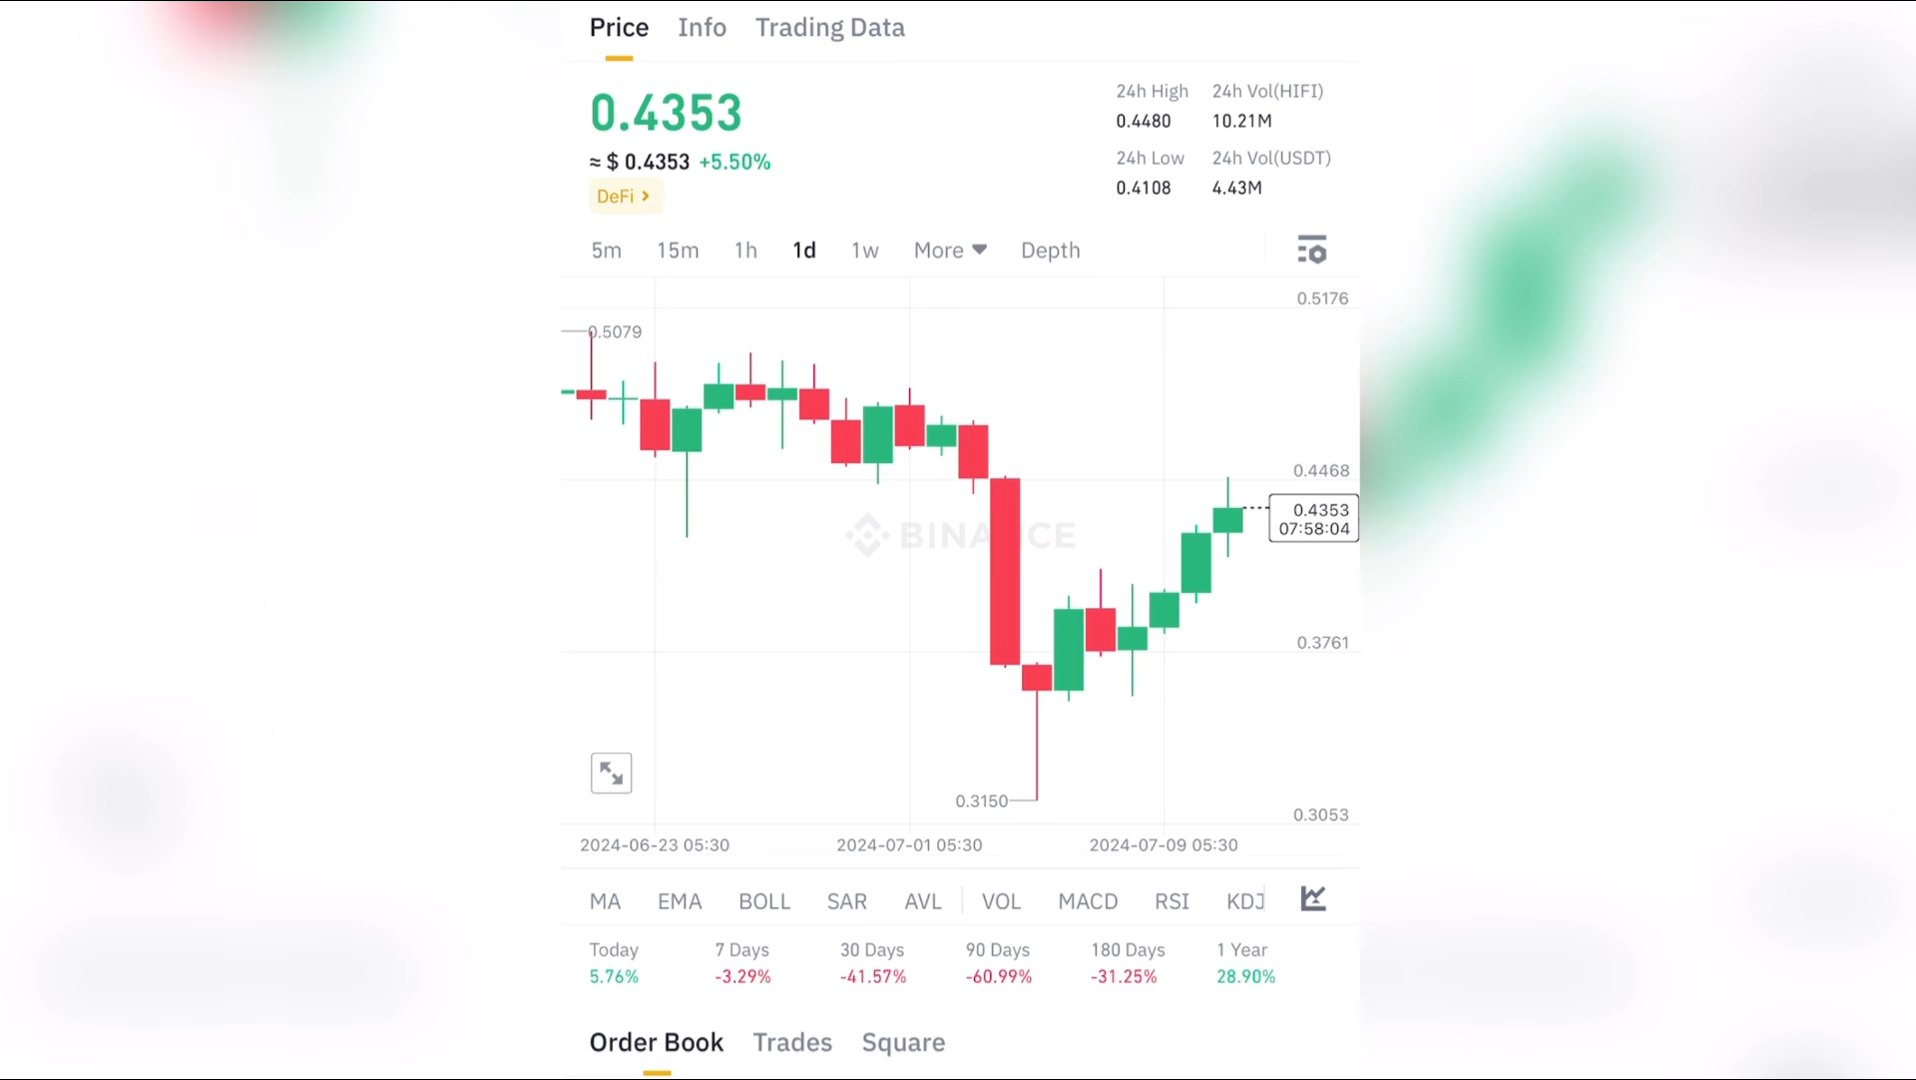 Price Info Trading Data
0.4353
≈ $ 0.4353 +5.50%
DeFi >
24h High 24h Vol(HIFI)
0.4480 10.21M
24h Low 24h Vol(USDT)
0.4108 4.43M
5m 15m 1h 1d 1w More Depth
0.5176
0.5079
0.4468
0.4353
07:58:04
BINANCE
0.3761
0.3150
0.3053
2024-06-23 05:30 2024-07-01 05:30 2024-07-09 05:30
MA EMA BOLL SAR AVL VOL MACD RSI KDJ
Today 7 Days 30 Days 90 Days 180 Days 1 Year
5.76% -3.29% -41.57% -60.99% -31.25% 28.90%
Order Book Trades Square